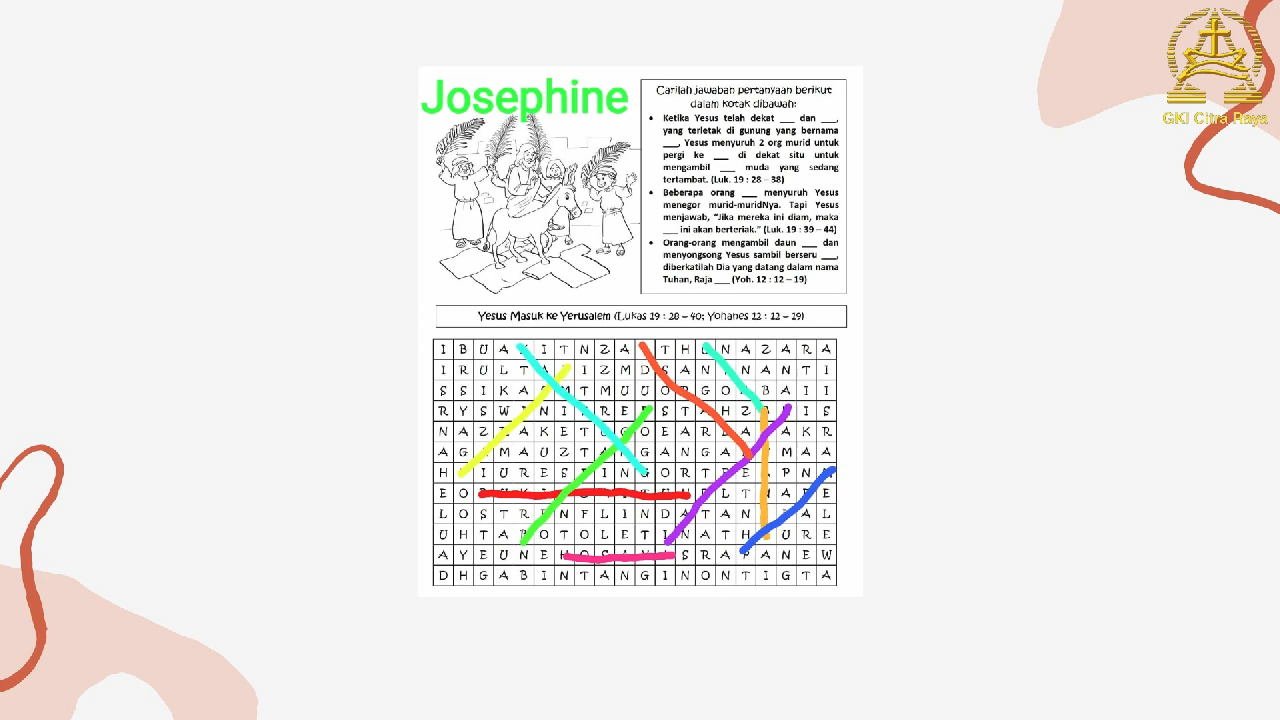 GKI Citra Raya
Josephine
Carilah jawaban pertanyaan berikut
dalam kotak dibawah:
• Ketika Yesus telah dekat ___ dan ___,
yang terletak di gunung yang bernama
___, Yesus menyuruh 2 org murid untuk
pergi ke ___ di dekat situ untuk
mengambil ___ muda yang sedang
tertambat. (Luk. 19 : 28 – 38)
• Beberapa orang ___ menyuruh Yesus
menegor murid-muridNya. Tapi Yesus
menjawab, “Jika mereka ini diam, maka
___ ini akan berteriak.” (Luk. 19 : 39 – 44)
• Orang-orang mengambil daun ___ dan
menyongsong Yesus sambil berseru ___,
diberkatilah Dia yang datang dalam nama
Tuhan, Raja ___ (Yoh. 12 : 12 – 19)
Yesus Masuk ke Yerusalem (Lukas 19 : 28 – 40; Yohanes 12 : 12 – 19)
I B U A I T N Z A T H N A Z A R A
I R U L T I Z M D S A N N A N T I
S S I K A M T M U U O R G O B A I I
R Y S W N I R E S T A H Z I S
N A Z A K E T O E A R A A K R
A G M A U Z T G A N G A M A A
H I U R E S I N G O R T E P N
E O L T A D E
L O S T R N F L I N D A T A N A L
U H T A O T O L E T N A T H U R E
A Y E U N E S R A A N E W
D H G A B I N T A N G I N O N T I G T A